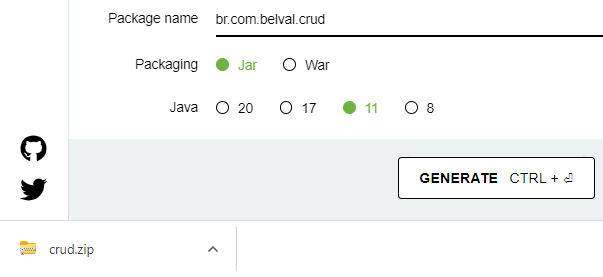 Package name br.com.belval.crud
Packaging Jar War
Java 20 17 11 8
GENERATE CTRL + ⏎
crud.zip